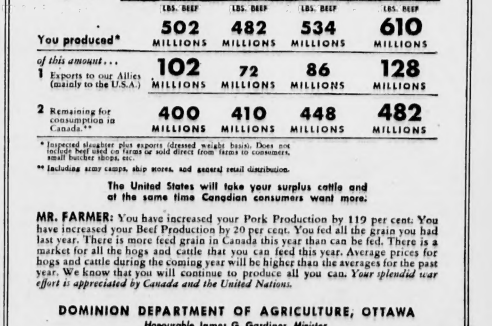 LBS. BEEF LBS. BEEF LBS. BEEF LBS. BEEF
You produced* 502 MILLIONS 482 MILLIONS 534 MILLIONS 610 MILLIONS
of this amount...
1 Exports to our Allies (mainly to the U.S.A.) 102 MILLIONS 72 MILLIONS 86 MILLIONS 128 MILLIONS
2 Remaining for consumption in Canada.** 400 MILLIONS 410 MILLIONS 448 MILLIONS 482 MILLIONS
* Inspected slaughter plus exports (dressed weight basis). Does not
include beef used on farms or sold direct from farms to consumers,
small butcher shops, etc.
** Including army camps, ship stores, and general retail distribution.
The United States will take your surplus cattle and
at the same time Canadian consumers want more.
MR. FARMER: You have increased your Pork Production by 119 per cent. You
have increased your Beef Production by 20 per cent. You fed all the grain you had
last year. There is more feed grain in Canada this year than can be fed. There is a
market for all the hogs and cattle that you can feed this year. Average prices for
hogs and cattle during the coming year will be higher than the averages for the past
year. We know that you will continue to produce all you can. Your splendid war
effort is appreciated by Canada and the United Nations.
DOMINION DEPARTMENT OF AGRICULTURE, OTTAWA
Honourable James G. Gardiner, Minister